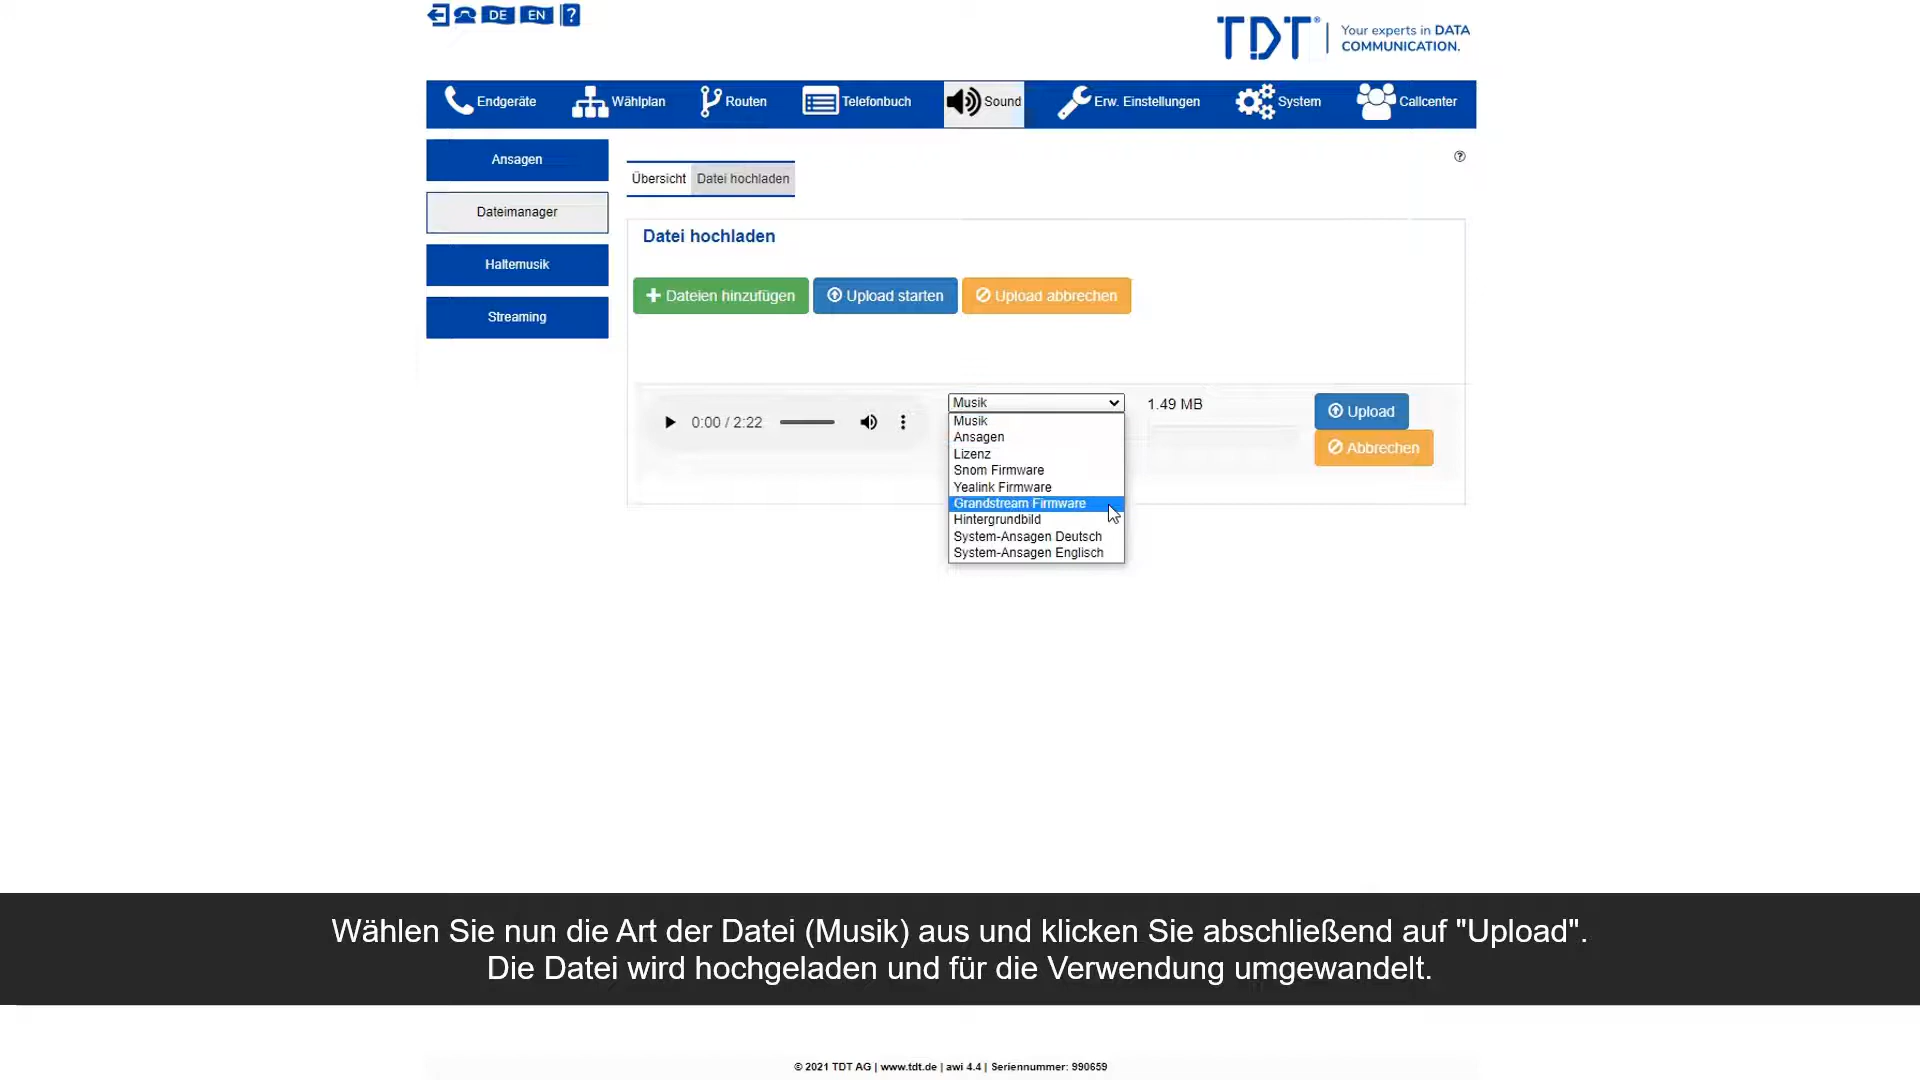 DE EN ?
TDT® Your experts in DATA
COMMUNICATION.
Endgeräte Wählplan Routen Telefonbuch Sound Erw. Einstellungen System Callcenter
Ansagen
Dateimanager
Haltemusik
Streaming
Übersicht Datei hochladen
?
Datei hochladen
Dateien hinzufügen Upload starten Upload abbrechen
0:00 / 2:22
Musik
1.49 MB
Upload
Abbrechen
Musik
Ansagen
Lizenz
Snom Firmware
Yealink Firmware
Grandstream Firmware
Hintergrundbild
System-Ansagen Deutsch
System-Ansagen Englisch
Wählen Sie nun die Art der Datei (Musik) aus und klicken Sie abschließend auf "Upload".
Die Datei wird hochgeladen und für die Verwendung umgewandelt.
© 2021 TDT AG | www.tdt.de | awi 4.4 | Seriennummer: 990659